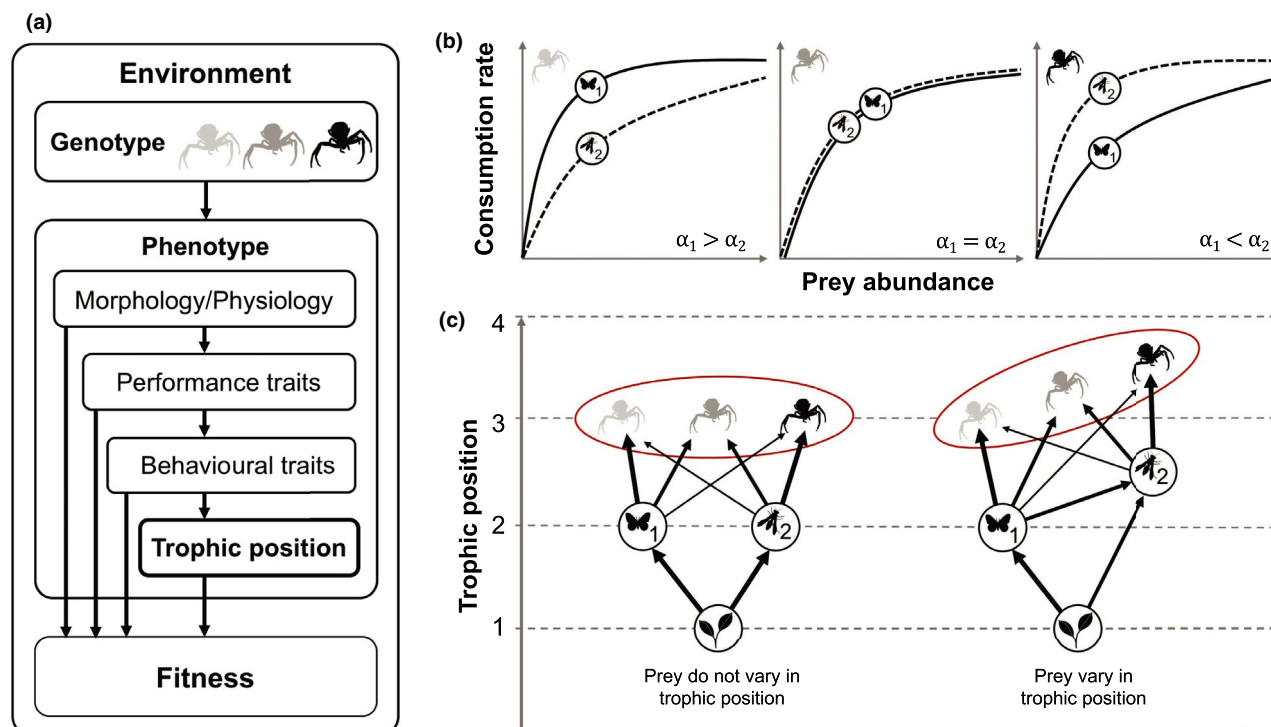 (a)
Environment
Genotype
Phenotype
Morphology/Physiology
Performance traits
Behavioural traits
Trophic position
Fitness
(b)
Consumption rate
1
2
α1 > α2
2
1
α1 = α2
2
1
α1 < α2
Prey abundance
(c)
Trophic position
4
3
2
1
1
2
1
2
Prey do not vary in
trophic position
Prey vary in
trophic position